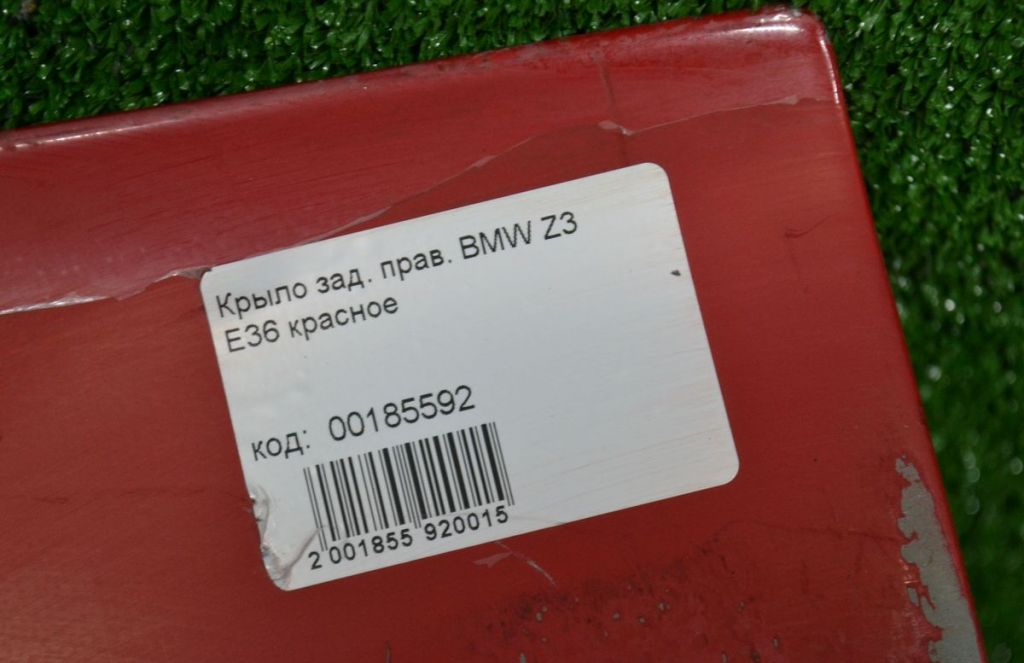 Крыло зад. прав. BMW Z3
E36 красное
код: 00185592
2 001855 920015